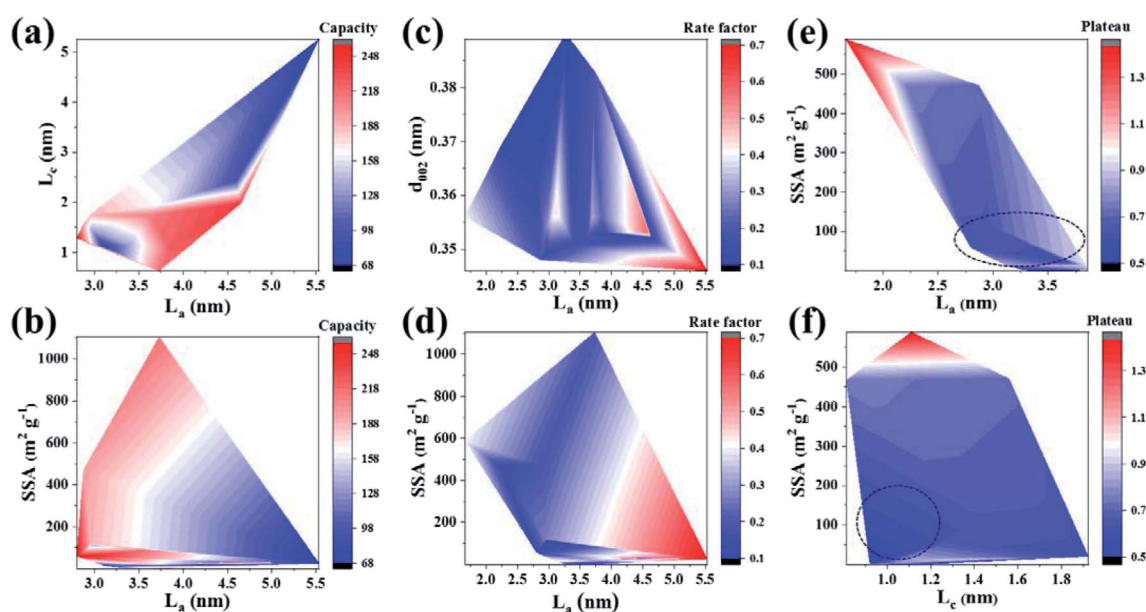 (a)
Capacity
248
218
188
158
128
98
68
5
4
3
2
1
L_c (nm)
3.0 3.5 4.0 4.5 5.0 5.5
L_a (nm)
(c)
Rate factor
0.7
0.6
0.5
0.4
0.3
0.2
0.1
0.38
0.37
0.36
0.35
d_002 (nm)
2.0 2.5 3.0 3.5 4.0 4.5 5.0 5.5
L_a (nm)
(e)
Plateau
1.3
1.1
0.9
0.7
0.5
500
400
300
200
100
SSA (m² g⁻¹)
2.0 2.5 3.0 3.5
L_a (nm)
(b)
Capacity
248
218
188
158
128
98
68
1000
800
600
400
200
SSA (m² g⁻¹)
3.0 3.5 4.0 4.5 5.0 5.5
L_a (nm)
(d)
Rate factor
0.7
0.6
0.5
0.4
0.3
0.2
0.1
1000
800
600
400
200
SSA (m² g⁻¹)
2.0 2.5 3.0 3.5 4.0 4.5 5.0 5.5
L_a (nm)
(f)
Plateau
1.3
1.1
0.9
0.7
0.5
500
400
300
200
100
SSA (m² g⁻¹)
1.0 1.2 1.4 1.6 1.8
L_c (nm)